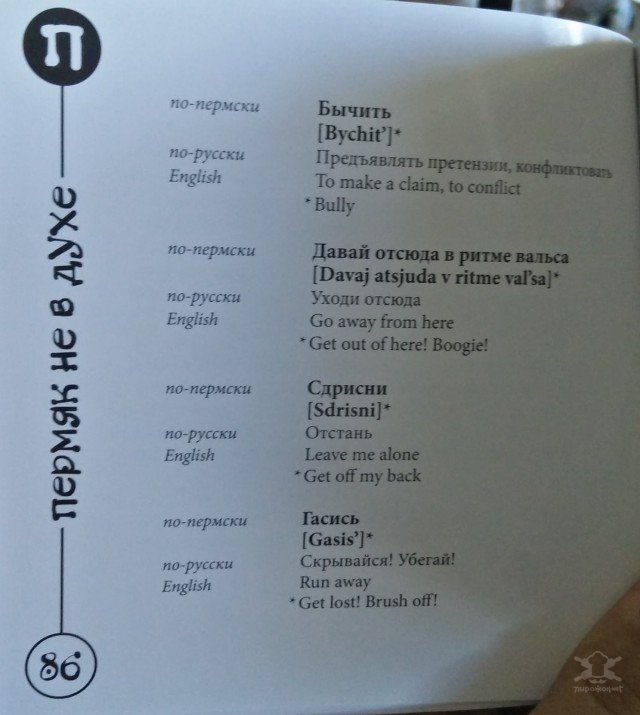 П
ПЕРМЯК НЕ В ДУХЕ
86
по-пермски Бычить
[Bychit']*
по-русски Предъявлять претензии, конфликтовать
English To make a claim, to conflict
*Bully
по-пермски Давай отсюда в ритме вальса
[Davaj atsjuda v ritme val'sa]*
по-русски Уходи отсюда
English Go away from here
*Get out of here! Boogie!
по-пермски Сдрисни
[Sdrisni]*
по-русски Отстань
English Leave me alone
*Get off my back
по-пермски Гасись
[Gasis']*
по-русски Скрывайся! Убегай!
English Run away
*Get lost! Brush off!
пирожок.net